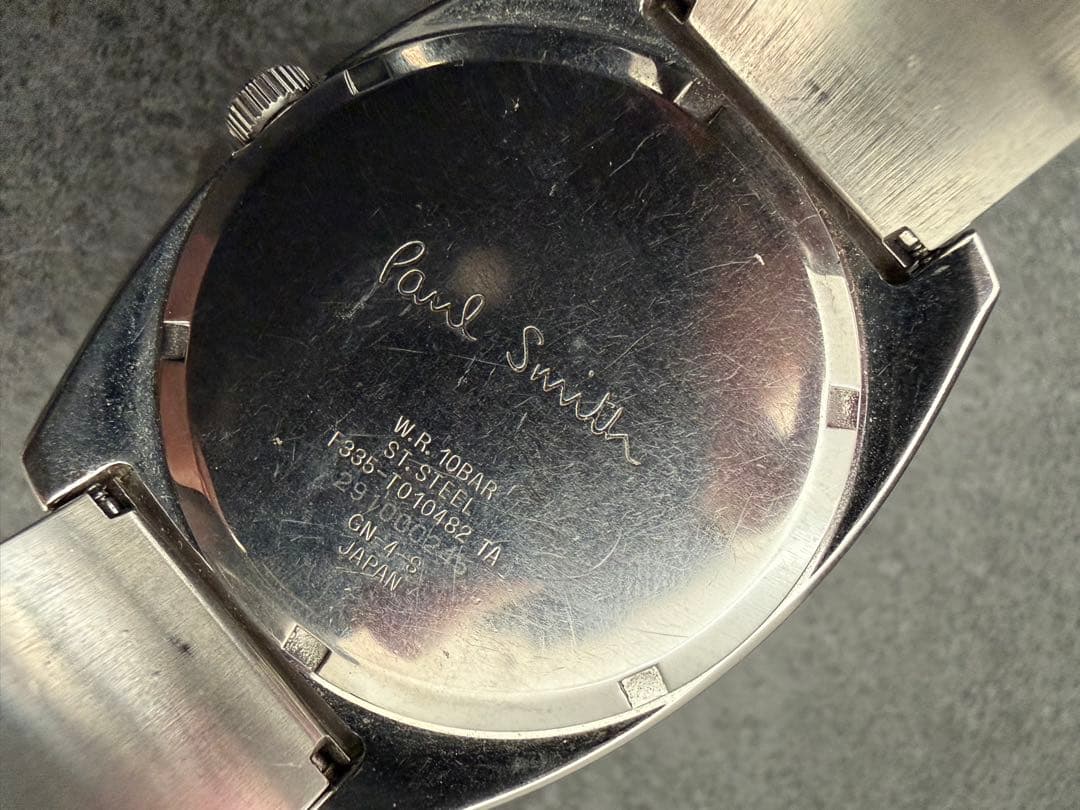 Paul Smith
W.R. 10BAR
ST. STEEL
F335-T010482 TA
GN-4-S
JAPAN